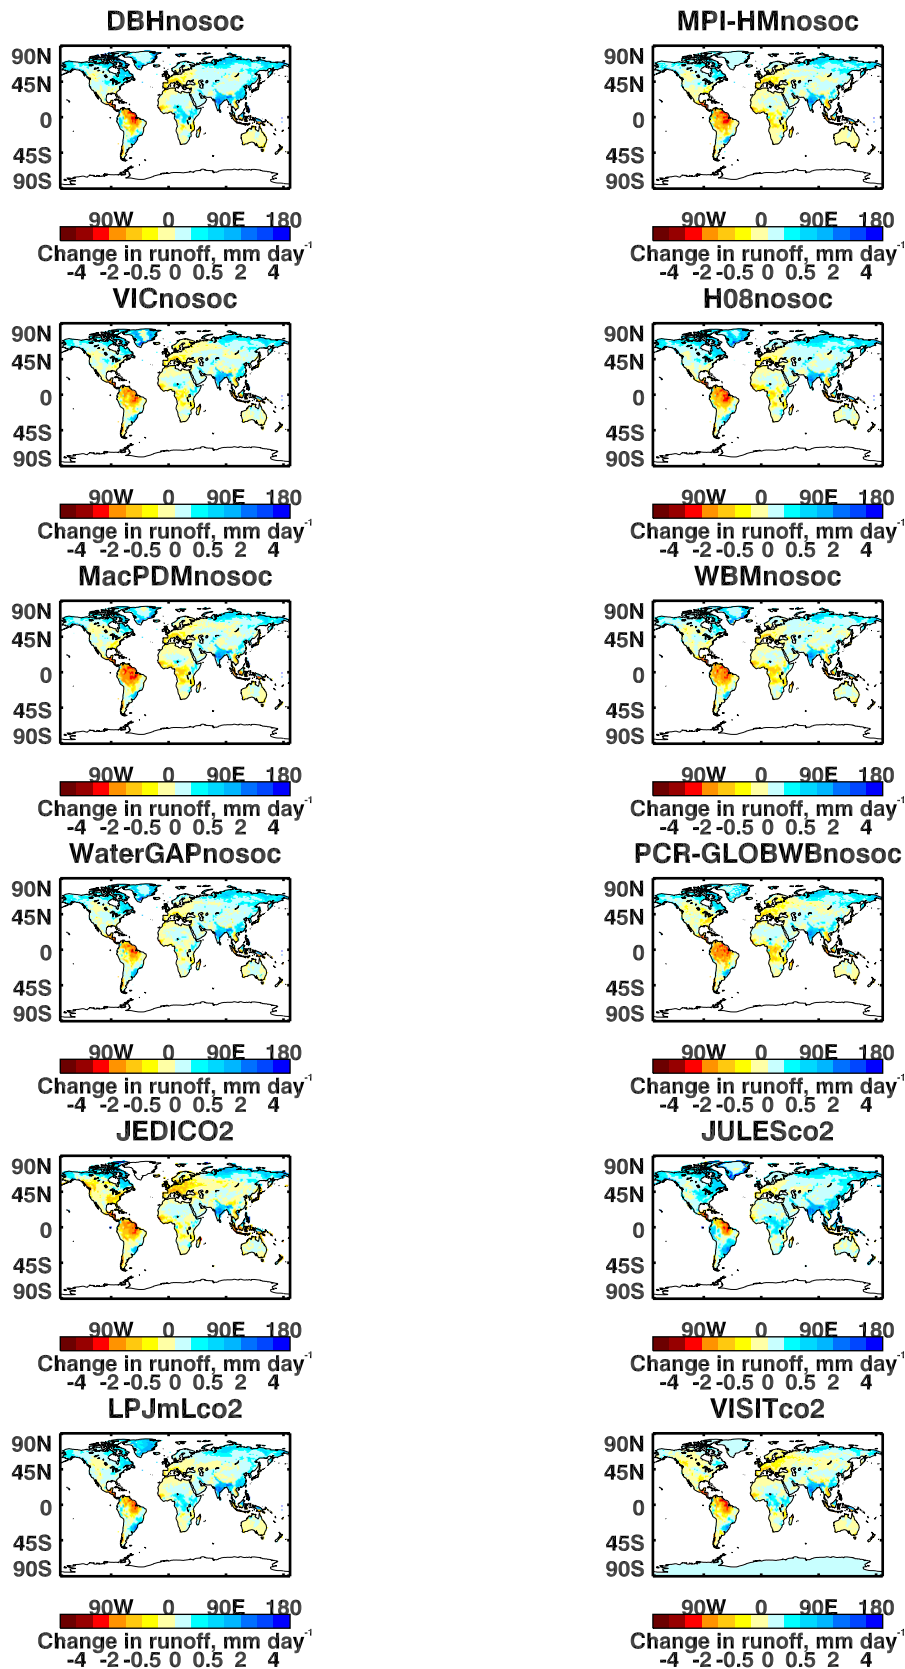 DBHnosoc MPI-HMnosoc
90N 90N
45N 45N
0 0
45S 45S
90S 90S
90W 0 90E 180 90W 0 90E 180
Change in runoff, mm day-1 Change in runoff, mm day-1
-4 -2 -0.5 0 0.5 2 4 -4 -2 -0.5 0 0.5 2 4
VICnosoc H08nosoc
90N 90N
45N 45N
0 0
45S 45S
90S 90S
90W 0 90E 180 90W 0 90E 180
Change in runoff, mm day-1 Change in runoff, mm day-1
-4 -2 -0.5 0 0.5 2 4 -4 -2 -0.5 0 0.5 2 4
MacPDMnosoc WBMnosoc
90N 90N
45N 45N
0 0
45S 45S
90S 90S
90W 0 90E 180 90W 0 90E 180
Change in runoff, mm day-1 Change in runoff, mm day-1
-4 -2 -0.5 0 0.5 2 4 -4 -2 -0.5 0 0.5 2 4
WaterGAPnosoc PCR-GLOBWBnosoc
90N 90N
45N 45N
0 0
45S 45S
90S 90S
90W 0 90E 180 90W 0 90E 180
Change in runoff, mm day-1 Change in runoff, mm day-1
-4 -2 -0.5 0 0.5 2 4 -4 -2 -0.5 0 0.5 2 4
JEDICO2 JULESco2
90N 90N
45N 45N
0 0
45S 45S
90S 90S
90W 0 90E 180 90W 0 90E 180
Change in runoff, mm day-1 Change in runoff, mm day-1
-4 -2 -0.5 0 0.5 2 4 -4 -2 -0.5 0 0.5 2 4
LPJmLco2 VISITco2
90N 90N
45N 45N
0 0
45S 45S
90S 90S
90W 0 90E 180 90W 0 90E 180
Change in runoff, mm day-1 Change in runoff, mm day-1
-4 -2 -0.5 0 0.5 2 4 -4 -2 -0.5 0 0.5 2 4